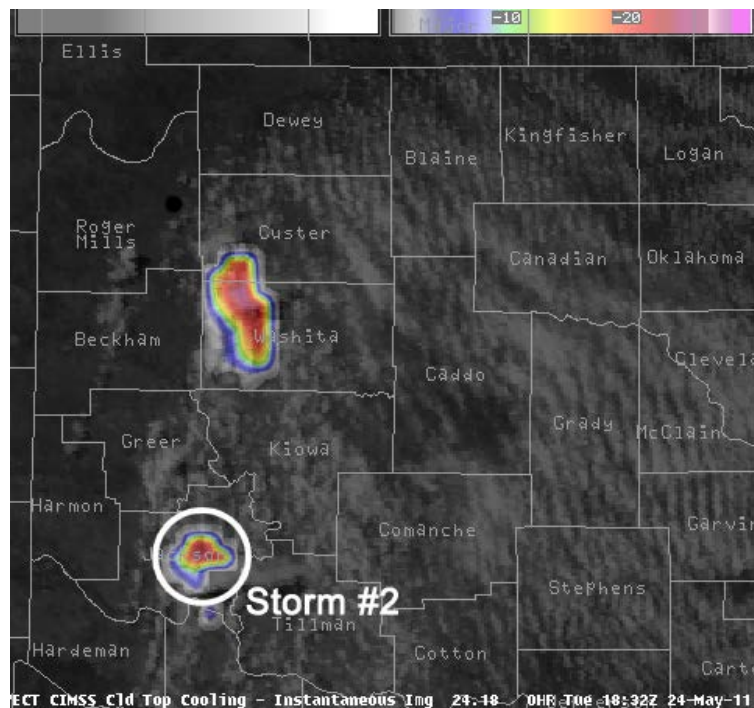 -10 -20
Ellis
Dewey
Kingfisher
Blaine
Logan
Roger
Mills
Custer
Canadian
Oklahoma
Beckham
Washita
Caddo
Clevela
Grady
McClain
Greer
Kiowa
Harmon
Comanche
Garvin
Storm #2
Stephens
Tillman
Hardeman
Cotton
Carte
ECT CIMSS Cld Top Cooling - Instantaneous Img 24.18 0HR Tue 18:32Z 24-May-11